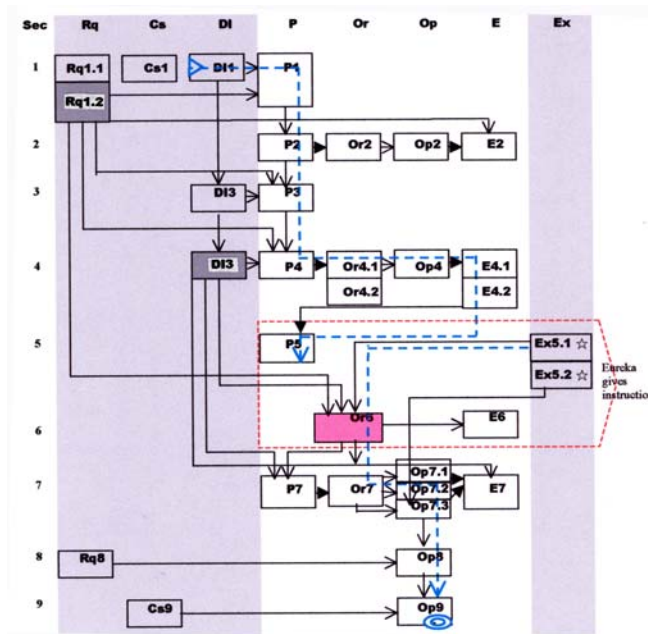 Sec Rq Cs DI P Or Op E Ex
1 Rq1.1 Cs1 DI1 P1
Rq1.2
2 P2 Or2 Op2 E2
3 DI3 P3
4 DI3 P4 Or4.1 Op4 E4.1
Or4.2 E4.2
5 P5 Ex5.1 ☆
Ex5.2 ☆
Eureka
gives
instruction
6 Or6 E6
Op7.1
7 P7 Or7 Op7.2 E7
Op7.3
8 Rq8 Op8
9 Cs9 Op9